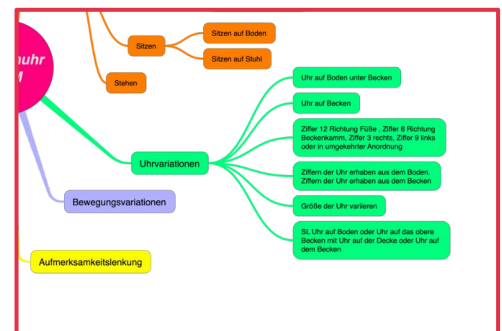 Sitzen auf Boden
Sitzen
Sitzen auf Stuhl
nuhr
M
Stehen
Uhr auf Boden unter Becken
Uhr auf Becken
Ziffer 12 Richtung Füße , Ziffer 6 Richtung
Beckenkamm, Ziffer 3 rechts, Ziffer 9 links
oder in umgekehrter Anordnung
Uhrvariationen
Ziffern der Uhr erhaben aus dem Boden.
Ziffern der Uhr erhaben aus dem Becken
Bewegungsvariationen
Größe der Uhr variieren
SL Uhr auf Boden oder Uhr auf das obere
Becken mit Uhr auf der Decke oder Uhr auf
dem Becken
Aufmerksamkeitslenkung